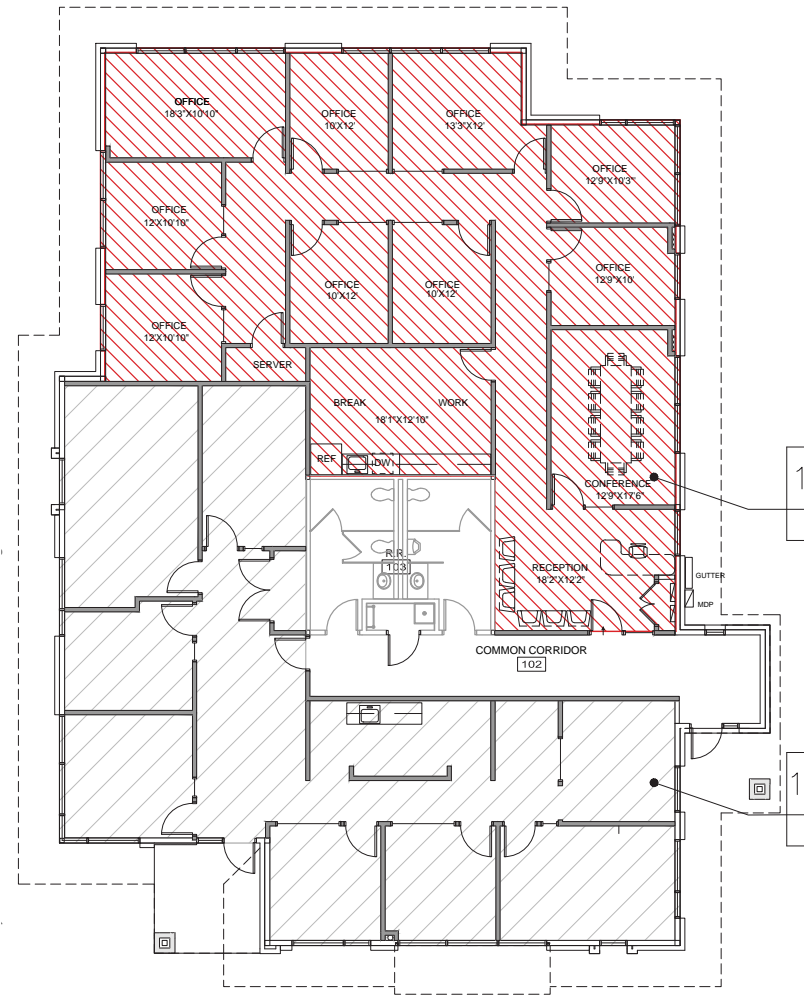 OFFICE
18'3"X10'10"
OFFICE
10'X12'
OFFICE
13'3"X12'
OFFICE
12'9"X10'3"
OFFICE
12'X10'10"
OFFICE
12'9"X10'
OFFICE
10'X12'
OFFICE
10'X12'
OFFICE
12'X10'10"
SERVER
BREAK
WORK
18'1"X12'10"
REF
DW
CONFERENCE
12'9"X17'6"
1
R.R.
103
RECEPTION
18'2"X12'2"
GUTTER
MDP
COMMON CORRIDOR
102
1